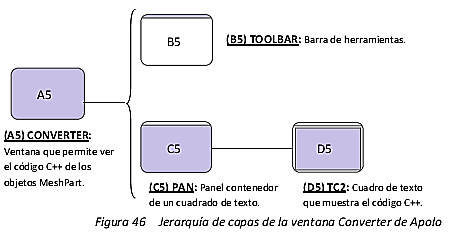 B5
(B5) TOOLBAR: Barra de herramientas.
A5
(A5) CONVERTER:
Ventana que permite ver
el código C++ de los
objetos MeshPart.
C5
D5
(C5) PAN: Panel contenedor
de un cuadrado de texto.
(D5) TC2: Cuadro de texto
que muestra el código C++.
Figura 46 Jerarquía de capas de la ventana Converter de Apolo